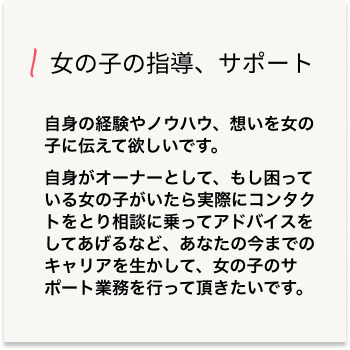 女の子の指導、サポート
自身の経験やノウハウ、想いを女の
子に伝えて欲しいです。
自身がオーナーとして、もし困って
いる女の子がいたら実際にコンタク
トをとり相談に乗ってアドバイスを
してあげるなど、あなたの今までの
キャリアを生かして、女の子のサ
ポート業務を行って頂きたいです。